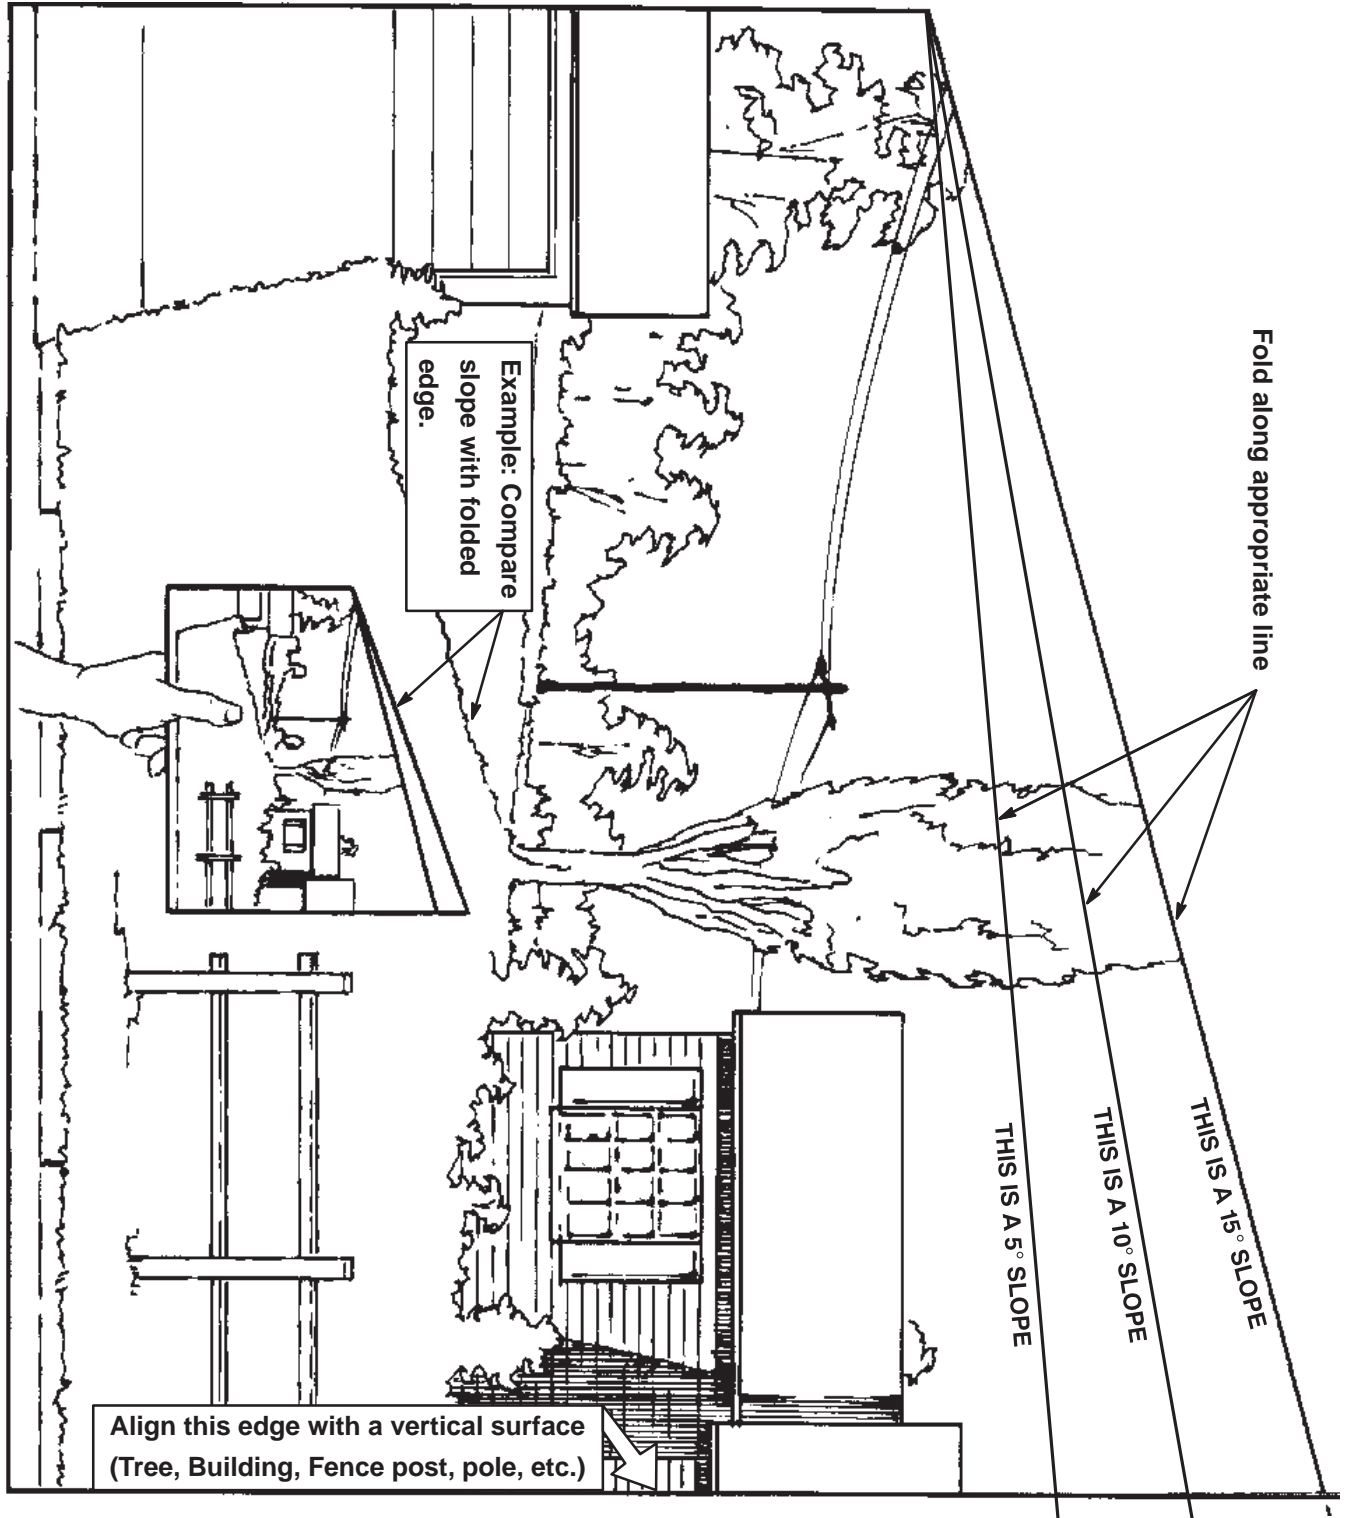 Fold along appropriate line
THIS IS A 15° SLOPE
THIS IS A 10° SLOPE
THIS IS A 5° SLOPE
Example: Compare
slope with folded
edge.
Align this edge with a vertical surface
(Tree, Building, Fence post, pole, etc.)